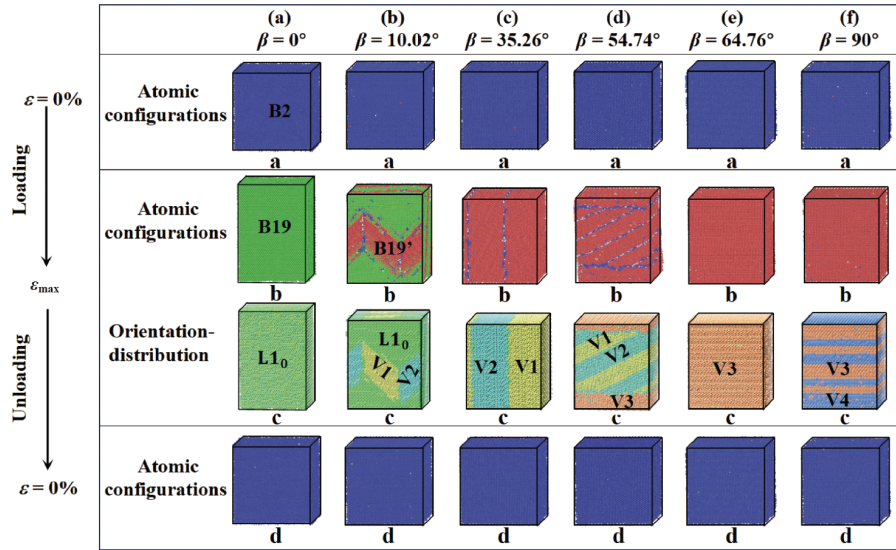 (a) (b) (c) (d) (e) (f)
β = 0° β = 10.02° β = 35.26° β = 54.74° β = 64.76° β = 90°
ε = 0%
Loading
εmax
Unloading
ε = 0%
Atomic
configurations
B2
a a a a a a
Atomic
configurations
B19 B19’
b b b b b b
Orientation-
distribution
L1₀ L1₀ V1 V2 V2 V1 V1 V2 V3 V3 V3 V4
c c c c c c
Atomic
configurations
d d d d d d